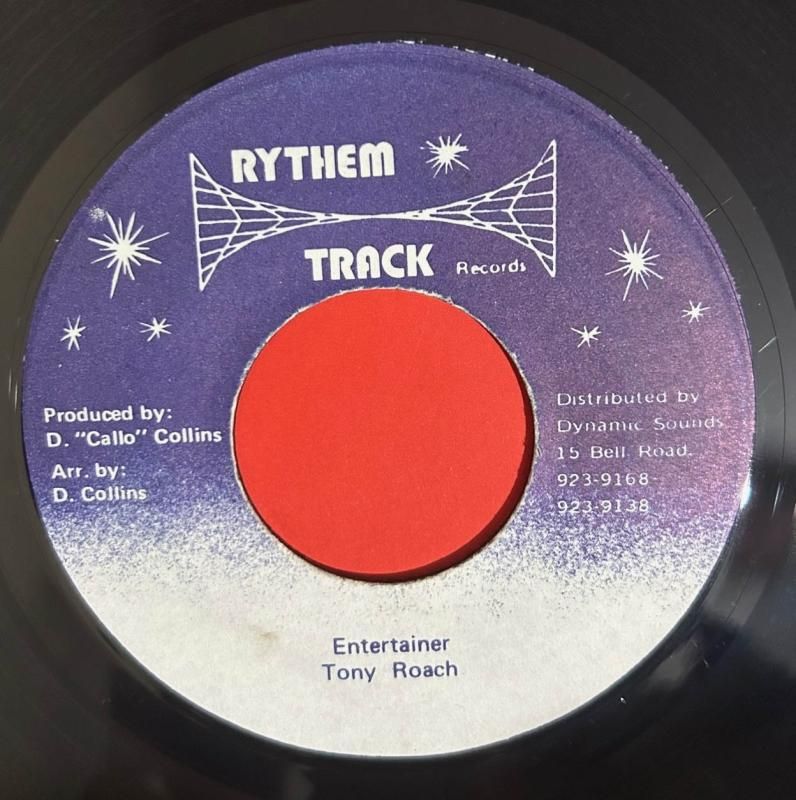 RYTHEM
TRACK Records
Produced by:
D. "Callo" Collins
Arr. by:
D. Collins
Distributed by
Dynamic Sounds
15 Bell Road.
923-9168
923-9138
Entertainer
Tony Roach